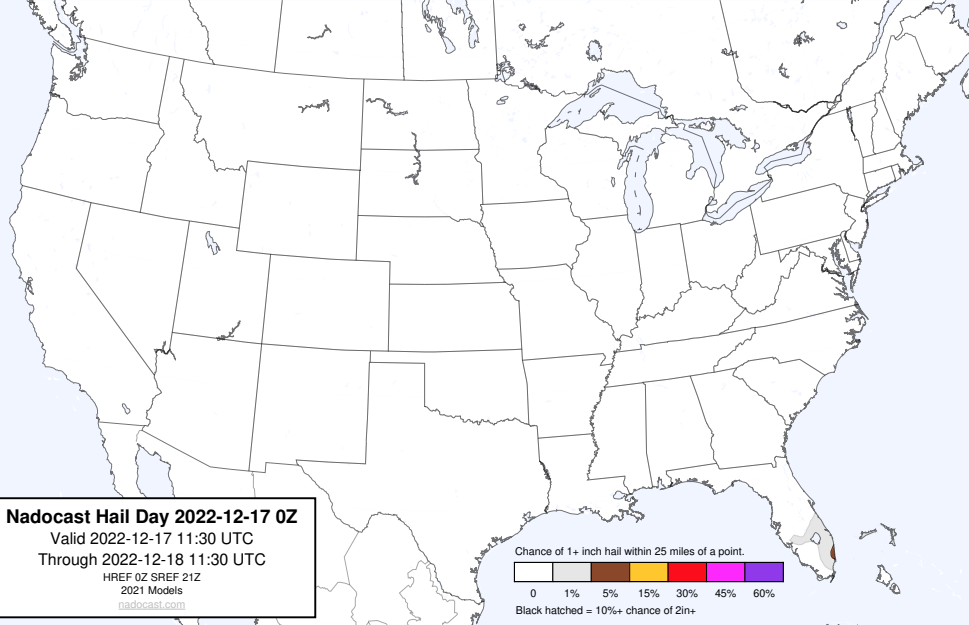 Nadocast Hail Day 2022-12-17 0Z
Valid 2022-12-17 11:30 UTC
Through 2022-12-18 11:30 UTC
HREF 0Z SREF 21Z
2021 Models
nadocast.com
Chance of 1+ inch hail within 25 miles of a point.
0 1% 5% 15% 30% 45% 60%
Black hatched = 10%+ chance of 2in+